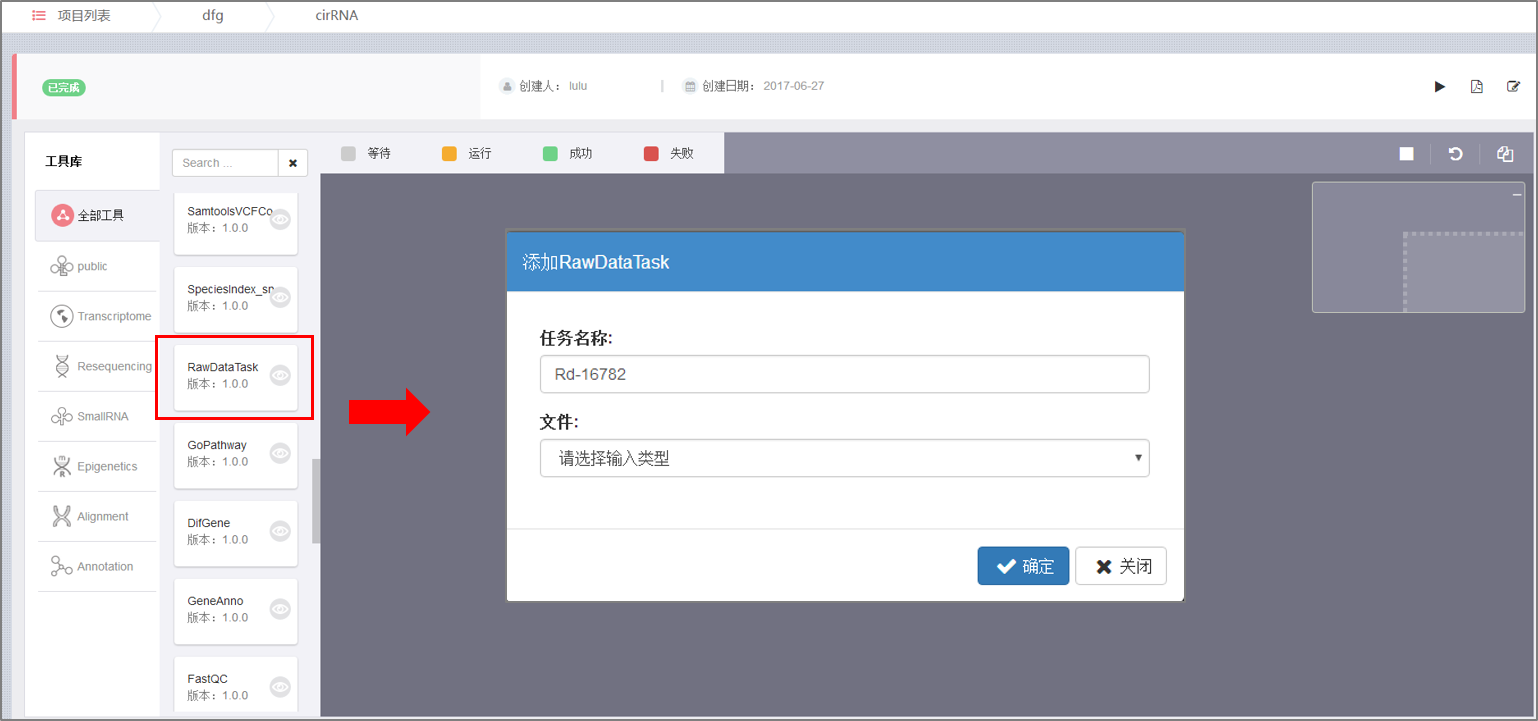 项目列表
dfg
cirRNA
已完成
创建人： lulu
创建日期： 2017-06-27
工具库
全部工具
public
Transcriptome
Resequencing
SmallRNA
Epigenetics
Alignment
Annotation
Search ...
SamtoolsVCFCo
版本：1.0.0
SpeciesIndex_sn
版本：1.0.0
RawDataTask
版本：1.0.0
GoPathway
版本：1.0.0
DifGene
版本：1.0.0
GeneAnno
版本：1.0.0
FastQC
版本：1.0.0
等待
运行
成功
失败
添加RawDataTask
任务名称:
Rd-16782
文件:
请选择输入类型
确定
关闭